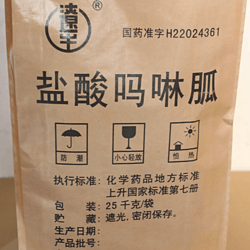 ®
国药准字H22024361
盐酸吗啉胍
防潮 小心轻放 怕热
执行标准：化学药品地方标准
上升国家标准第七册
包装：25千克/袋
贮藏：遮光，密闭保存。
生产日期：
产品批号：